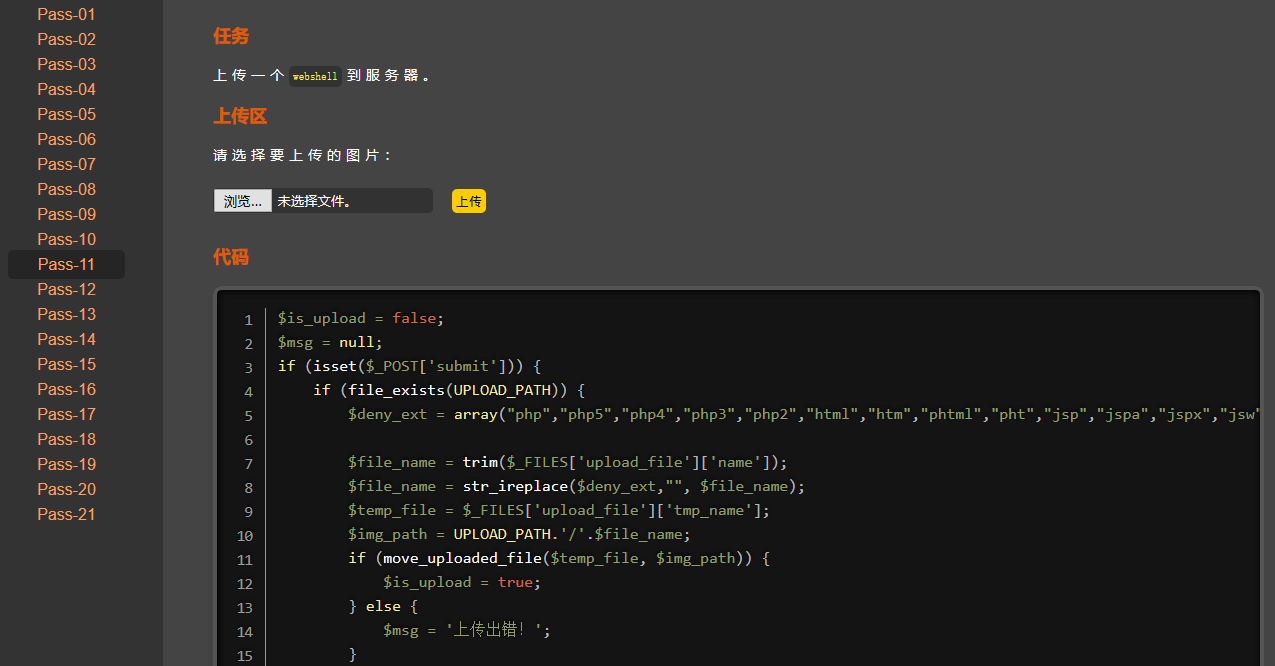 Pass-01
Pass-02
Pass-03
Pass-04
Pass-05
Pass-06
Pass-07
Pass-08
Pass-09
Pass-10
Pass-11
Pass-12
Pass-13
Pass-14
Pass-15
Pass-16
Pass-17
Pass-18
Pass-19
Pass-20
Pass-21
任务
上传一个 webshell 到服务器。
上传区
请选择要上传的图片：
浏览... 未选择文件。 上传
代码
1 $is_upload = false;
2 $msg = null;
3 if (isset($_POST['submit'])) {
4 if (file_exists(UPLOAD_PATH)) {
5 $deny_ext = array("php","php5","php4","php3","php2","html","htm","phtml","pht","jsp","jspa","jspx","jsw"
6
7 $file_name = trim($_FILES['upload_file']['name']);
8 $file_name = str_ireplace($deny_ext,"", $file_name);
9 $temp_file = $_FILES['upload_file']['tmp_name'];
10 $img_path = UPLOAD_PATH.'/'.$file_name;
11 if (move_uploaded_file($temp_file, $img_path)) {
12 $is_upload = true;
13 } else {
14 $msg = '上传出错！';
15 }